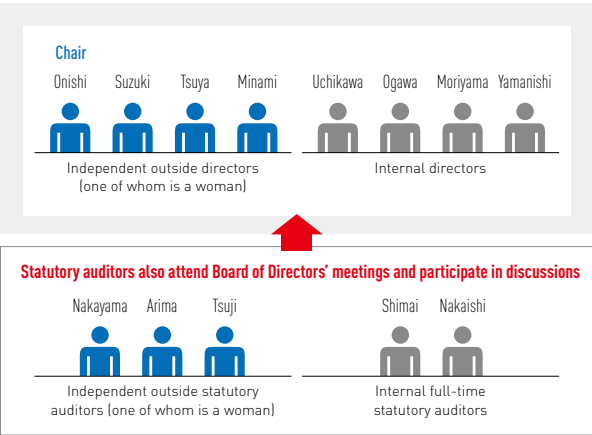 Chair
Onishi Suzuki Tsuya Minami Uchikawa Ogawa Moriyama Yamanishi
Independent outside directors
(one of whom is a woman)
Internal directors
Statutory auditors also attend Board of Directors’ meetings and participate in discussions
Nakayama Arima Tsuji Shimai Nakaishi
Independent outside statutory
auditors (one of whom is a woman)
Internal full-time
statutory auditors